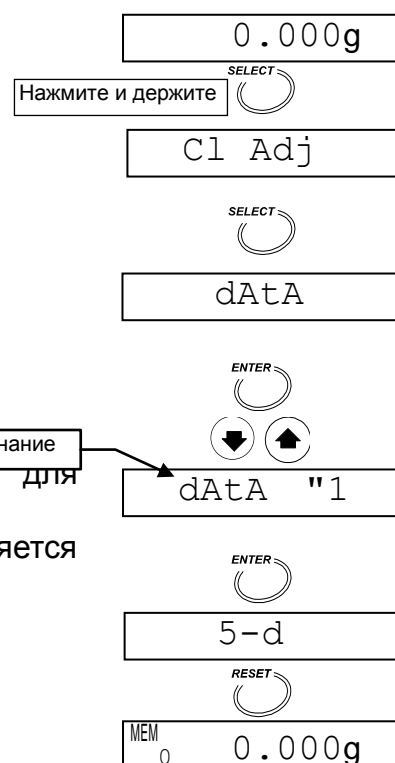 0.000g
SELECT
Нажмите и держите
Cl Adj
SELECT
dAtA
ENTER
для
dAtA "1
ENTER
5-d
RESET
MEM
0 0.000g